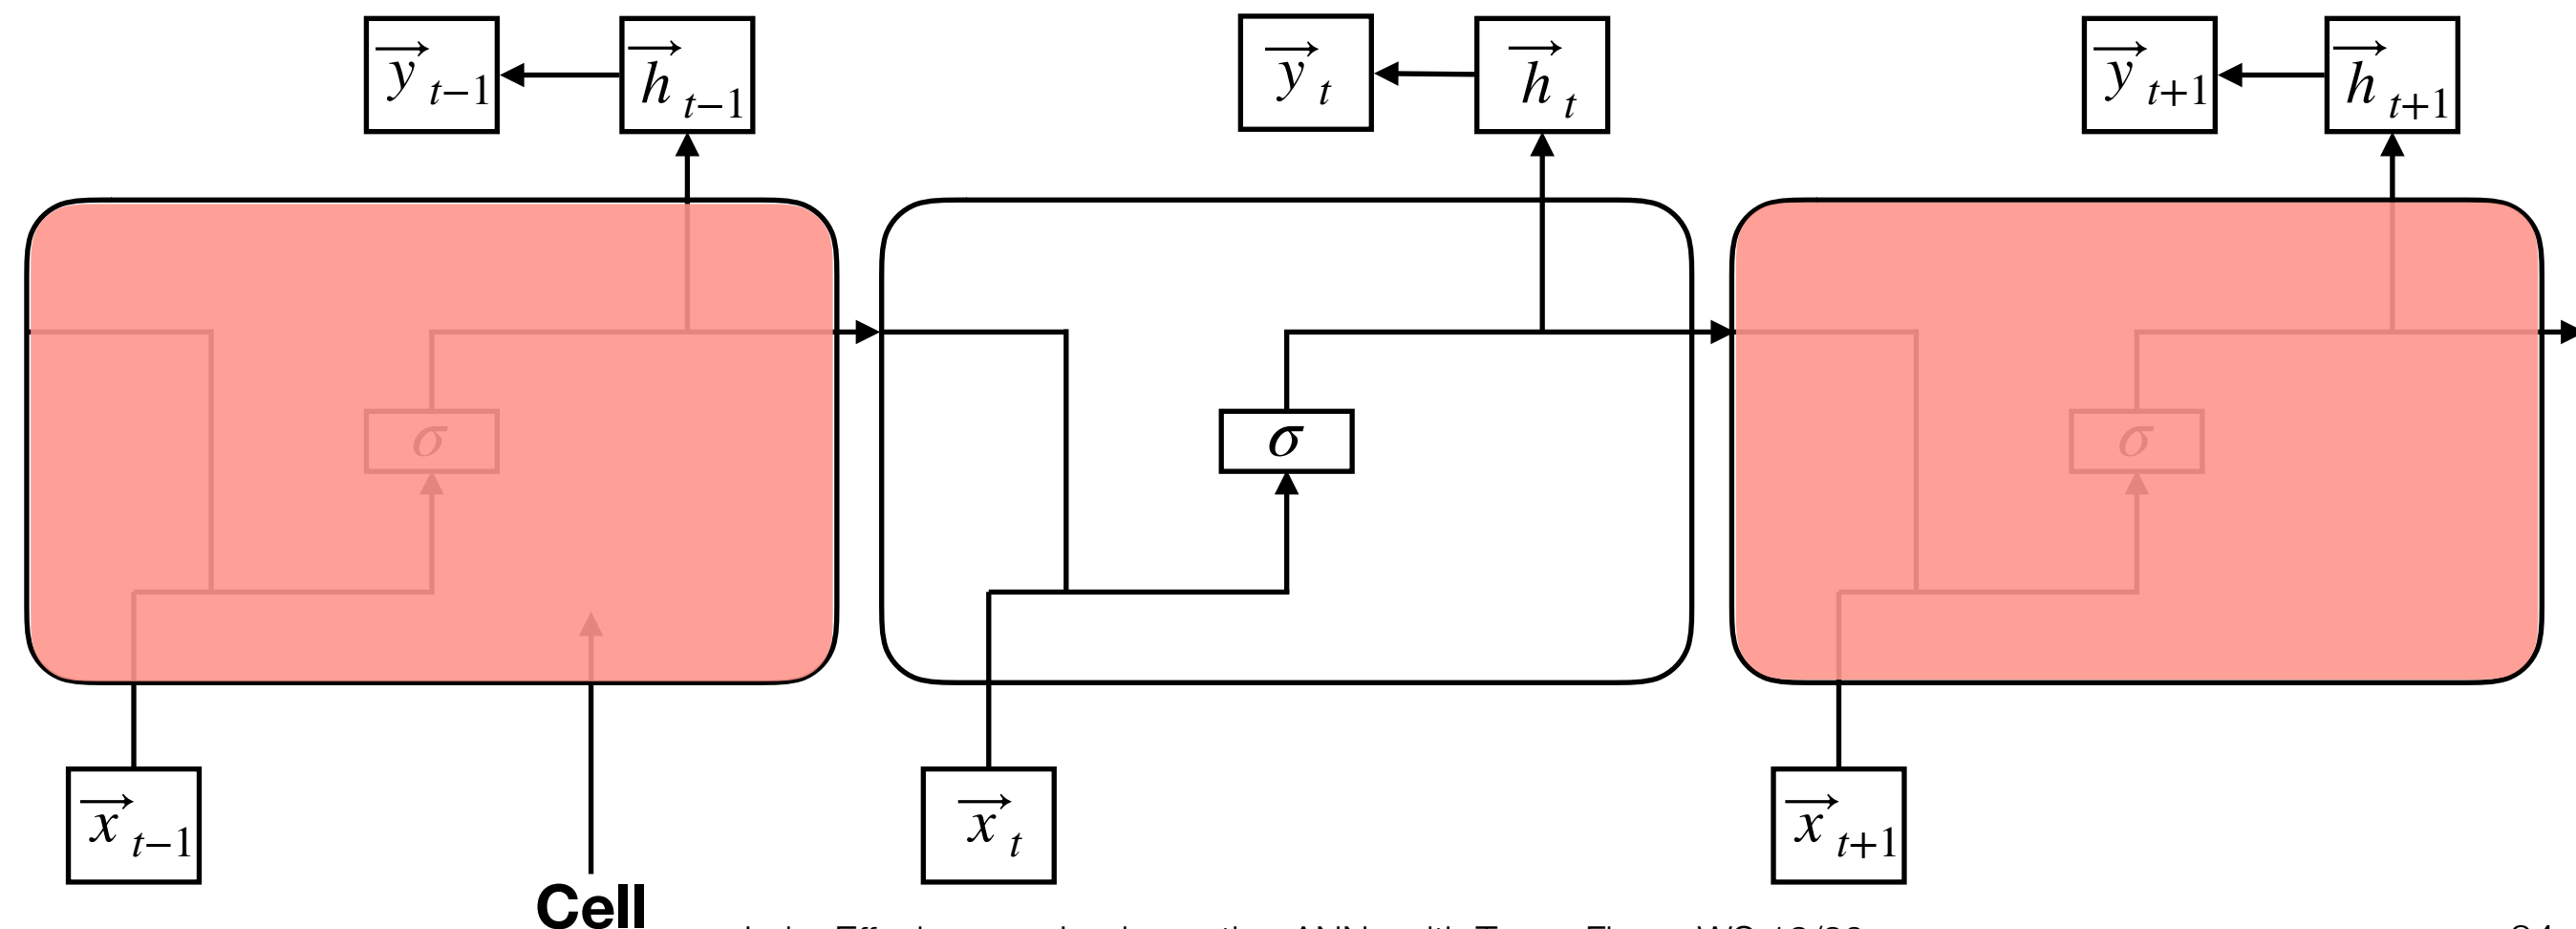 y⃗ t−1 h⃗ t−1 y⃗ t h⃗ t y⃗ t+1 h⃗ t+1
σ σ σ
x⃗ t−1 x⃗ t x⃗ t+1
Cell